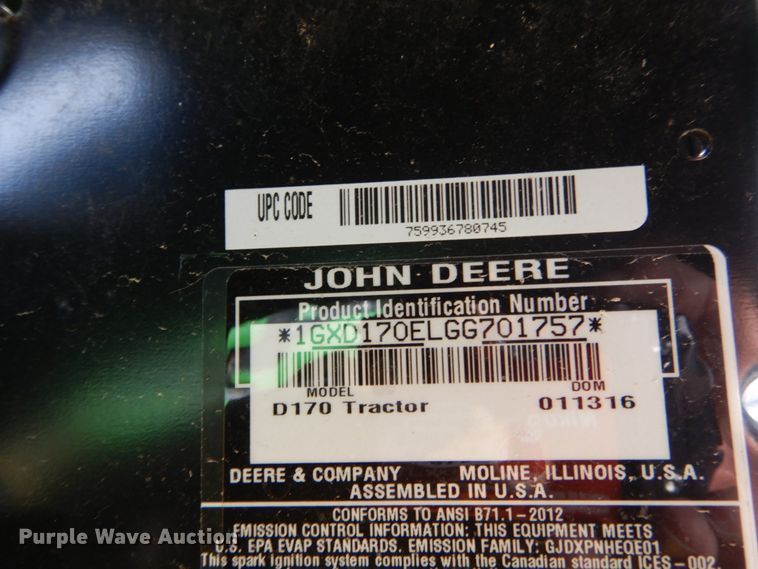 UPC CODE
759936780745
JOHN DEERE
Product Identification Number
*1GXD170ELGG701757*
MODEL DOM
D170 Tractor 011316
DEERE & COMPANY MOLINE, ILLINOIS, U.S.A.
ASSEMBLED IN U.S.A.
CONFORMS TO ANSI B71.1-2012
EMISSION CONTROL INFORMATION: THIS EQUIPMENT MEETS
U.S. EPA EVAP STANDARDS. EMISSION FAMILY: GJDXPNHEQE01
This spark ignition system complies with the Canadian standard ICES-002.
Purple Wave Auction